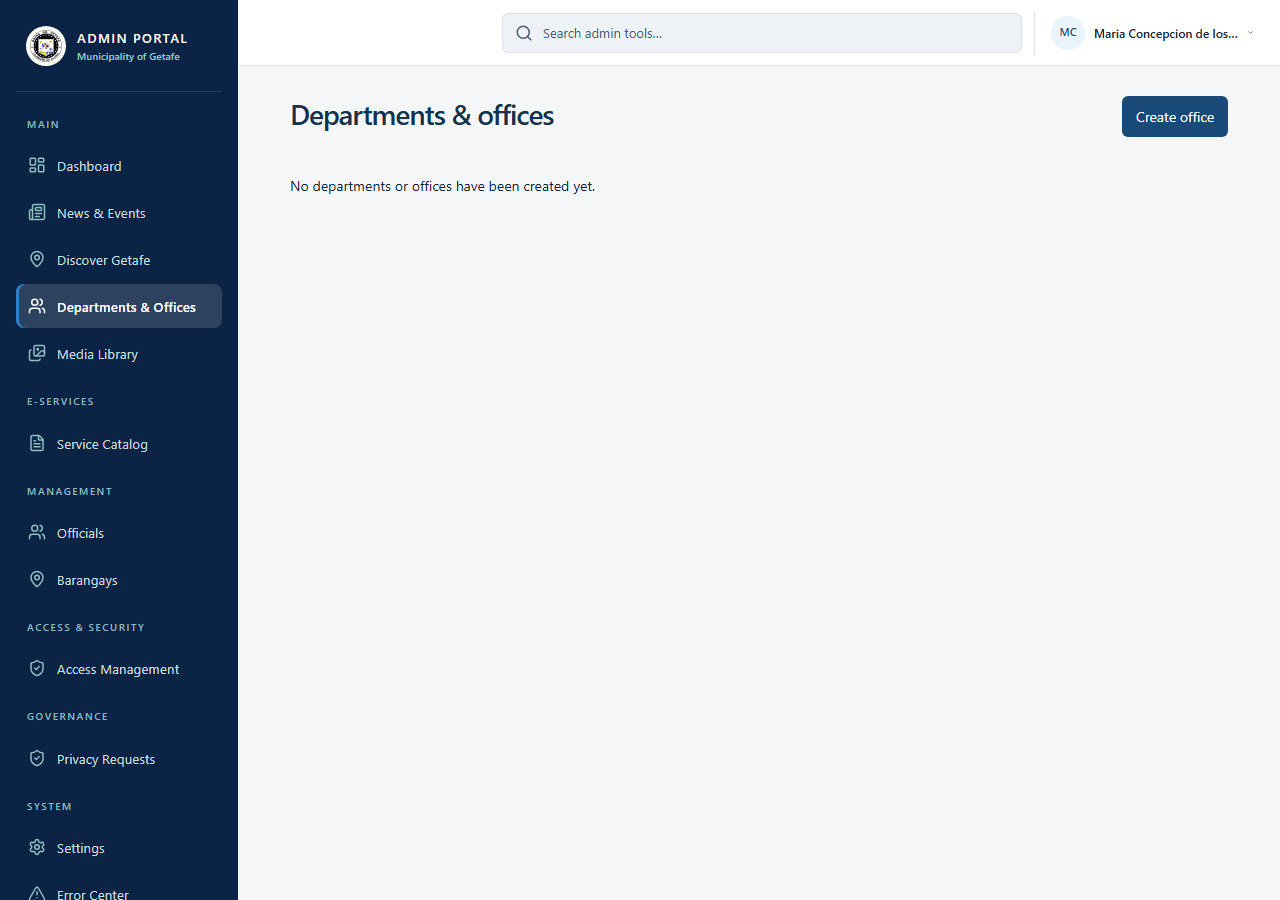 ADMIN PORTAL
Municipality of Getafe
Search admin tools...
MC
Maria Concepcion de los...
MAIN
Dashboard
News & Events
Discover Getafe
Departments & Offices
Media Library
E-SERVICES
Service Catalog
MANAGEMENT
Officials
Barangays
ACCESS & SECURITY
Access Management
GOVERNANCE
Privacy Requests
SYSTEM
Settings
Error Center
Departments & offices
Create office
No departments or offices have been created yet.